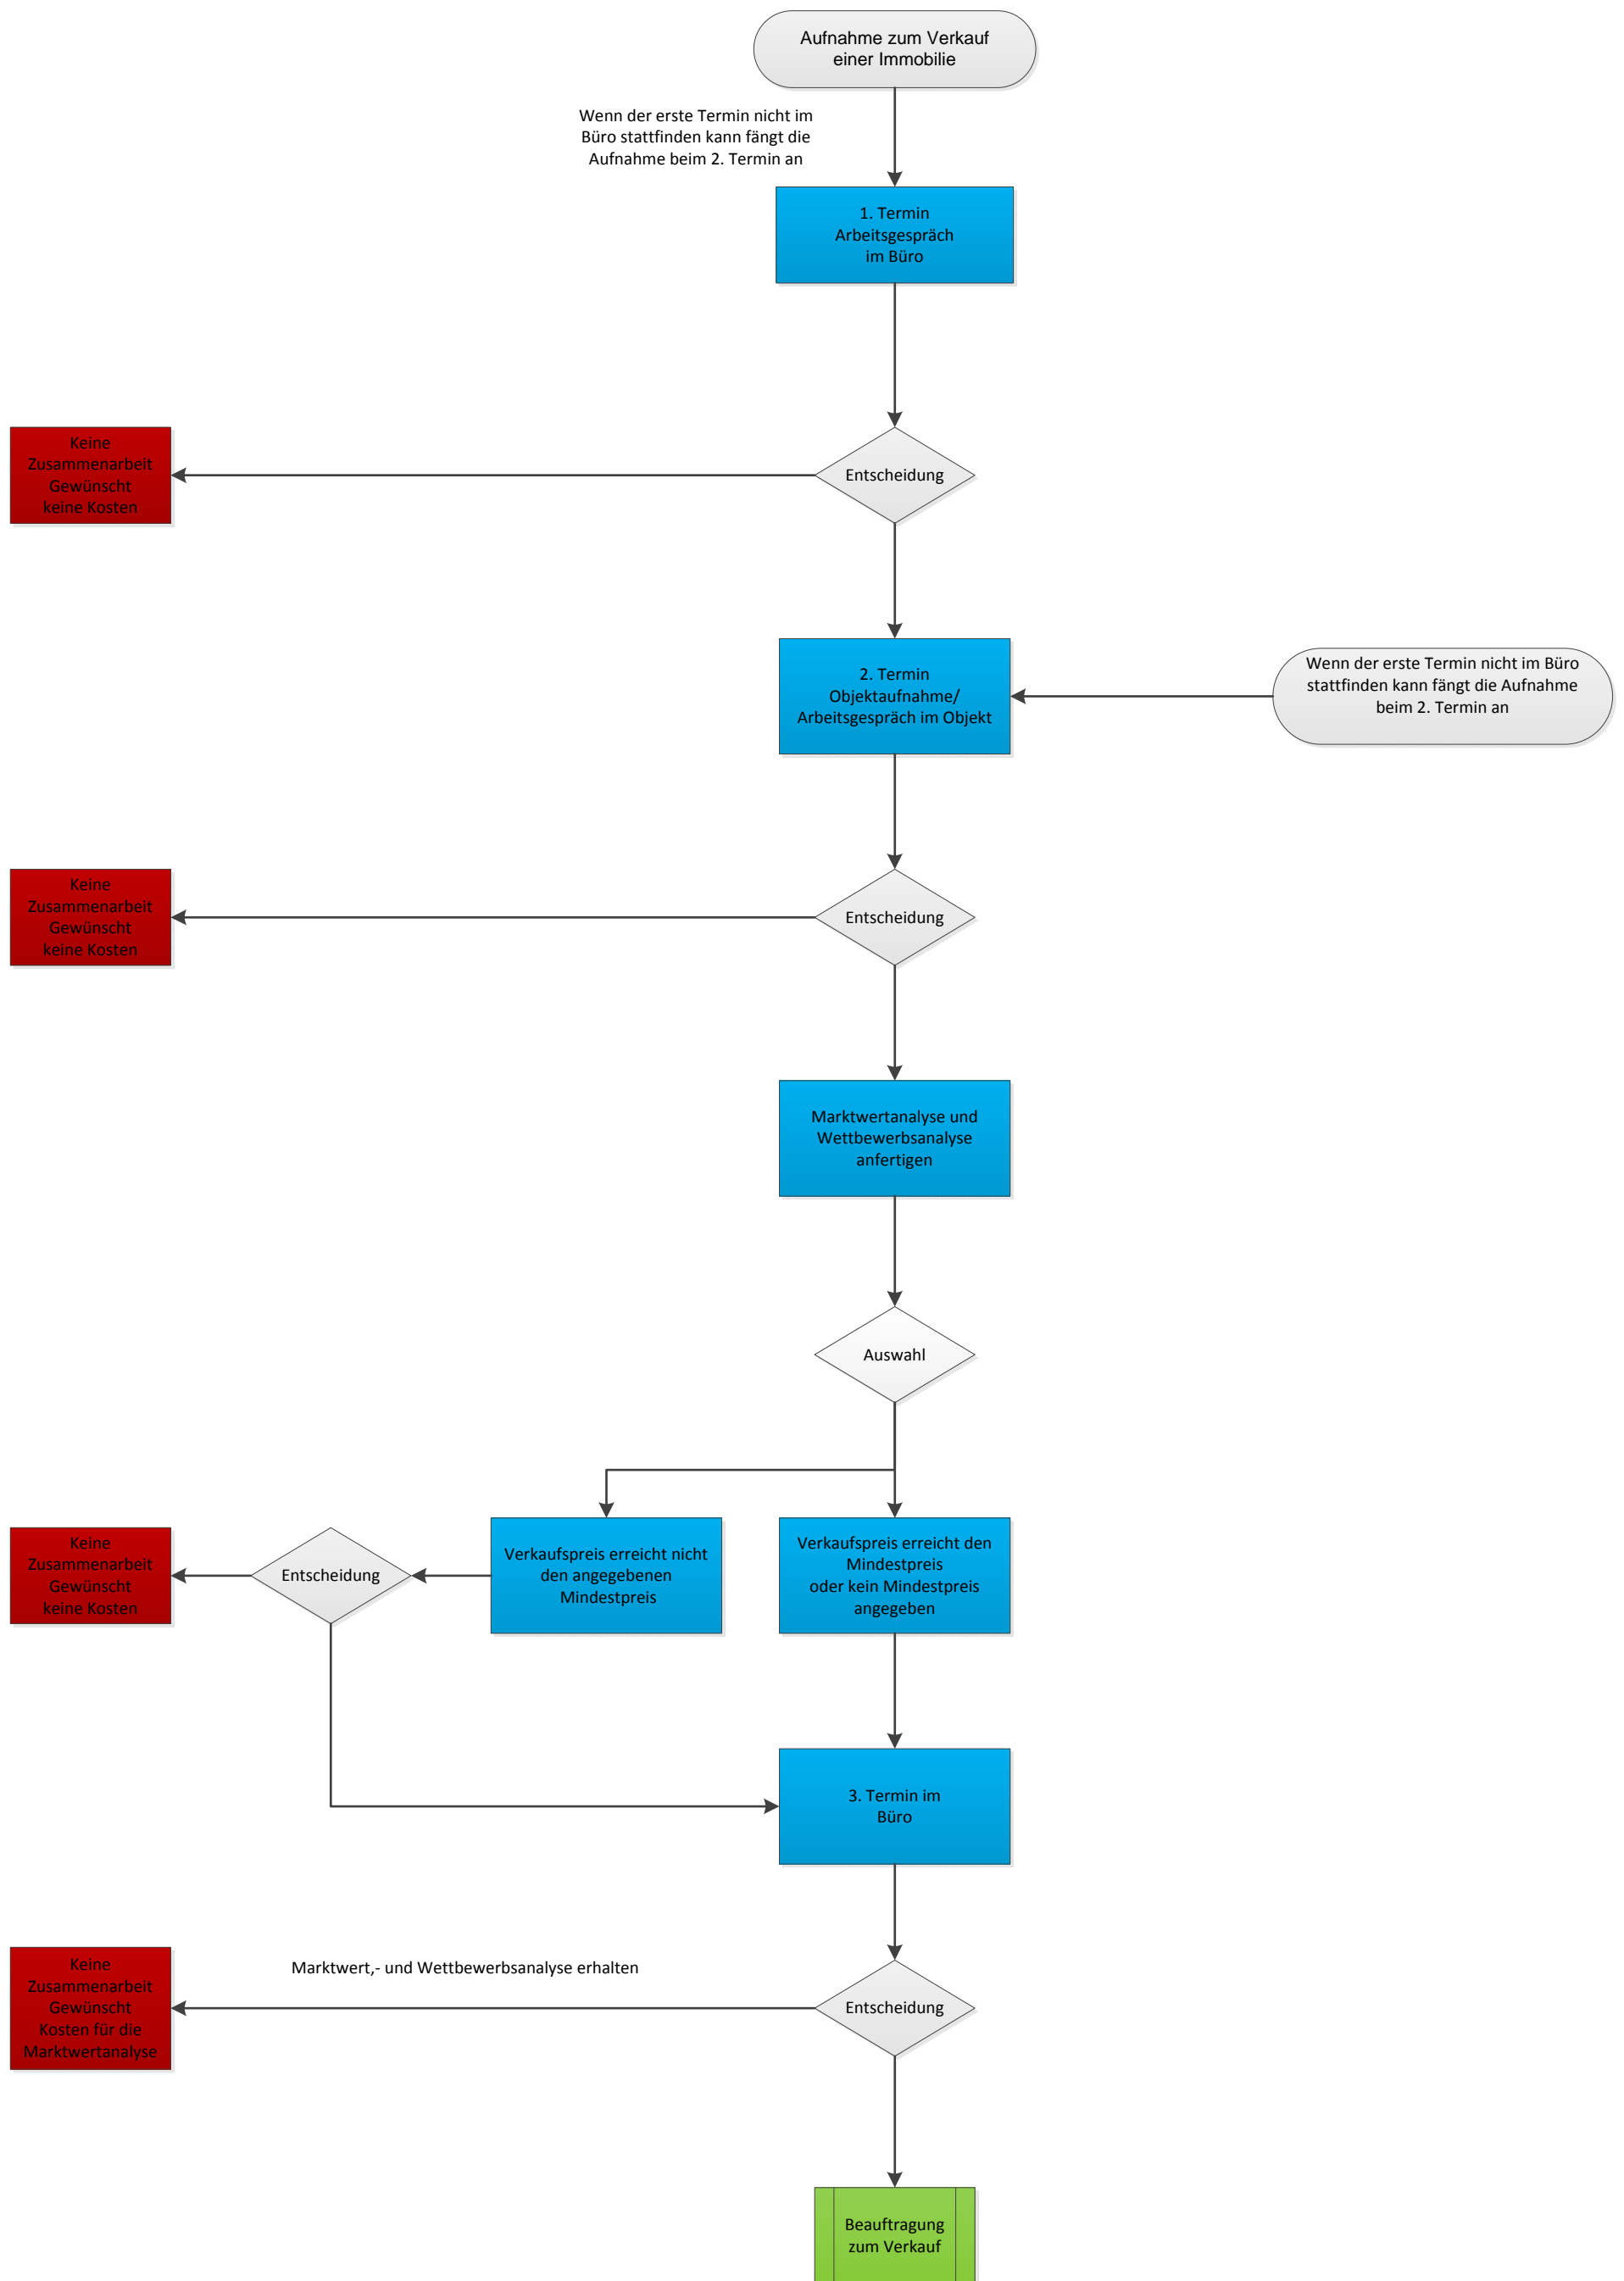 Aufnahme zum Verkauf
einer Immobilie
Wenn der erste Termin nicht im
Büro stattfinden kann fängt die
Aufnahme beim 2. Termin an
1. Termin
Arbeitsgespräch
im Büro
Keine
Zusammenarbeit
Gewünscht
keine Kosten
Entscheidung
2. Termin
Objektaufnahme/
Arbeitsgespräch im Objekt
Wenn der erste Termin nicht im Büro
stattfinden kann fängt die Aufnahme
beim 2. Termin an
Keine
Zusammenarbeit
Gewünscht
keine Kosten
Entscheidung
Marktwertanalyse und
Wettbewerbsanalyse
anfertigen
Auswahl
Keine
Zusammenarbeit
Gewünscht
keine Kosten
Entscheidung
Verkaufspreis erreicht nicht
den angegebenen
Mindestpreis
Verkaufspreis erreicht den
Mindestpreis
oder kein Mindestpreis
angegeben
3. Termin im
Büro
Keine
Zusammenarbeit
Gewünscht
Kosten für die
Marktwertanalyse
Marktwert,- und Wettbewerbsanalyse erhalten
Entscheidung
Beauftragung
zum Verkauf